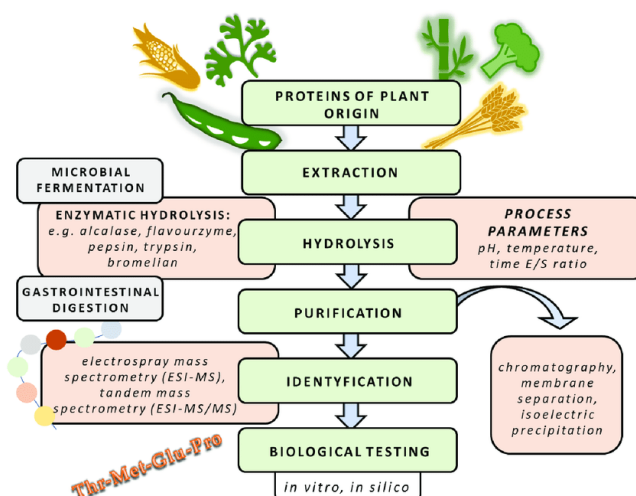 PROTEINS OF PLANT
ORIGIN
EXTRACTION
MICROBIAL
FERMENTATION
ENZYMATIC HYDROLYSIS:
e.g. alcalase, flavourzyme,
pepsin, trypsin,
bromelian
HYDROLYSIS
PROCESS
PARAMETERS
pH, temperature,
time E/S ratio
GASTROINTESTINAL
DIGESTION
PURIFICATION
chromatography,
membrane
separation,
isoelectric
precipitation
electrospray mass
spectrometry (ESI-MS),
tandem mass
spectrometry (ESI-MS/MS)
IDENTYFICATION
Thr-Met-Glu-Pro
BIOLOGICAL TESTING
in vitro, in silico